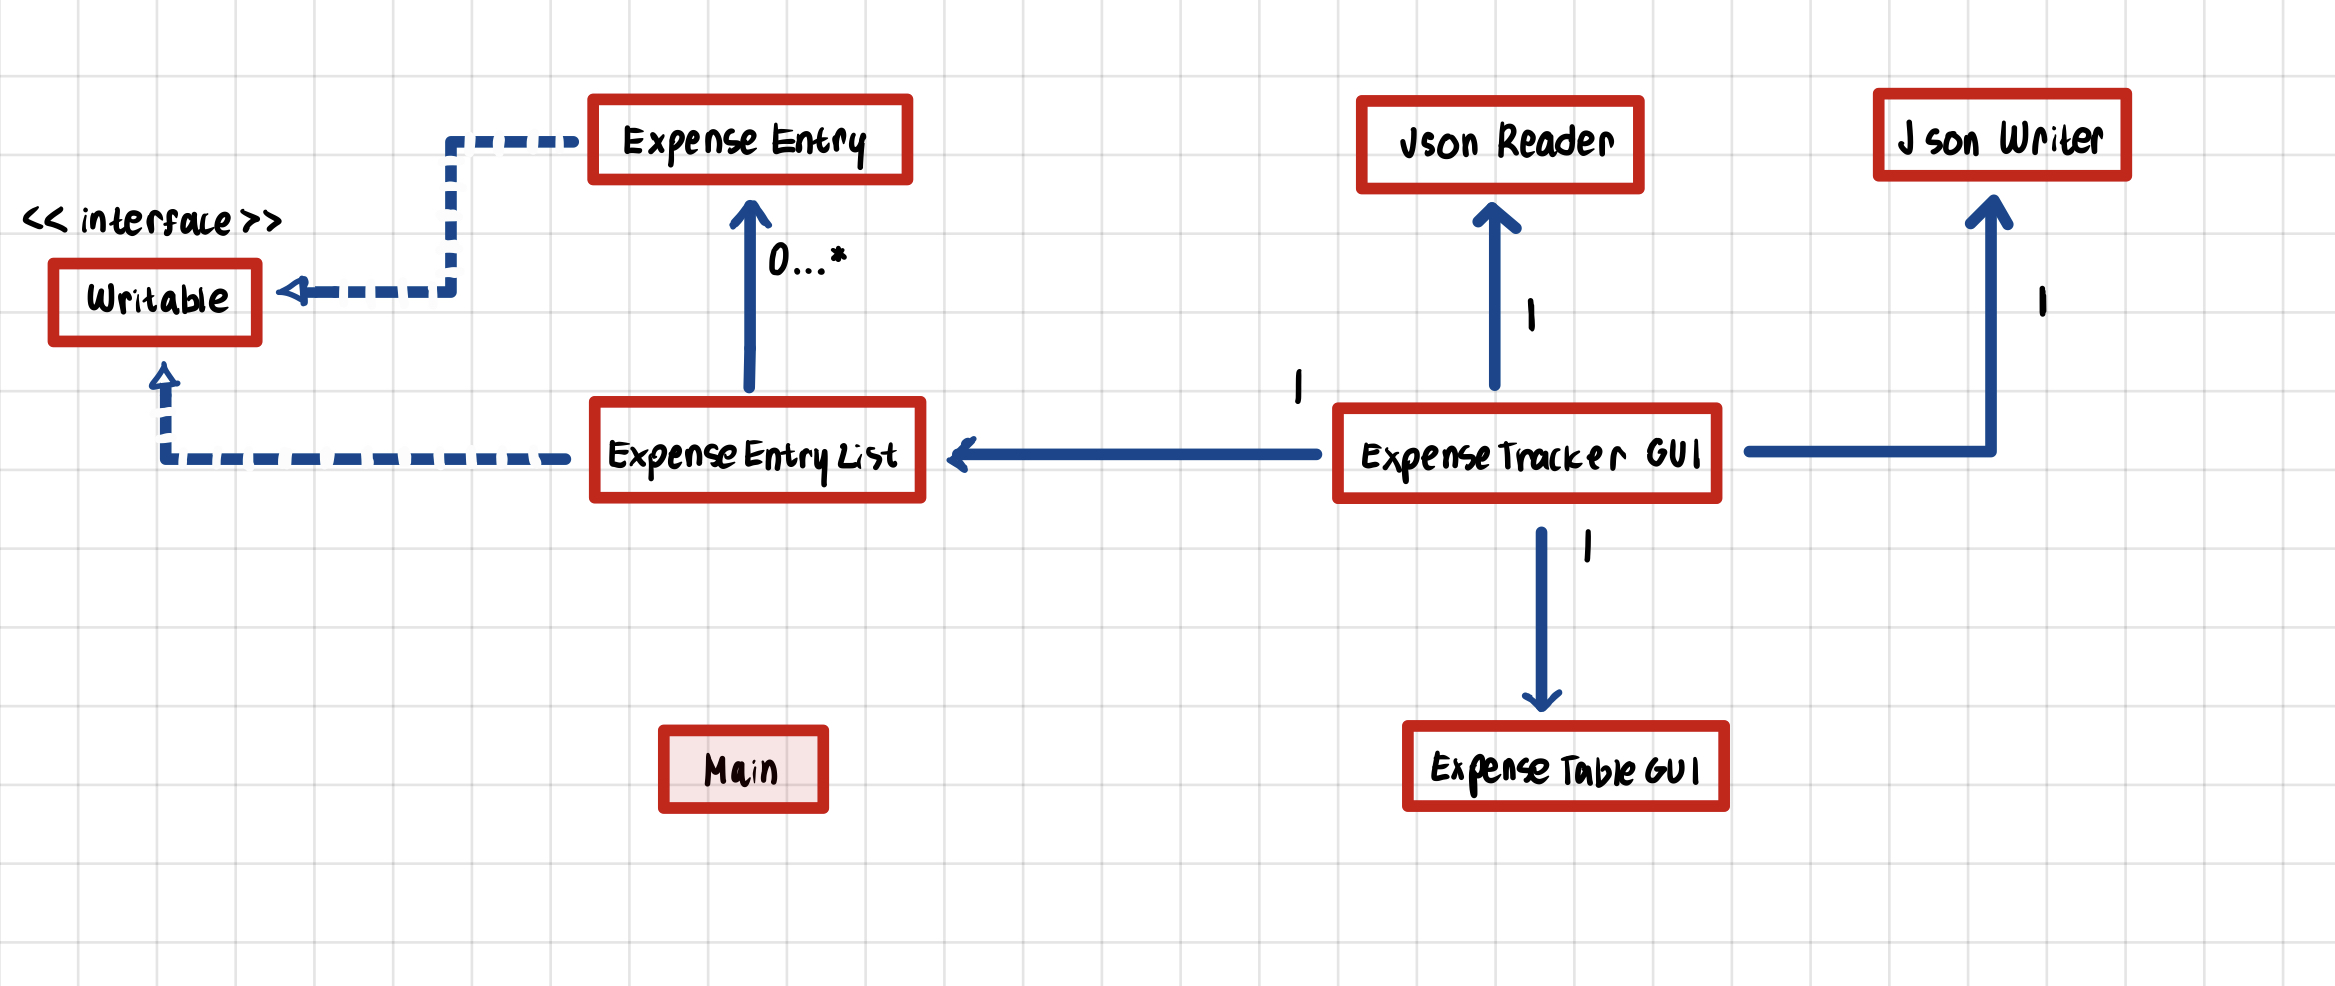 Expense Entry
Json Reader
Json Writer
<< interface >>
Writable
0...*
1
1
1
Expense Entry List
Expense Tracker GUI
1
Main
Expense Table GUI